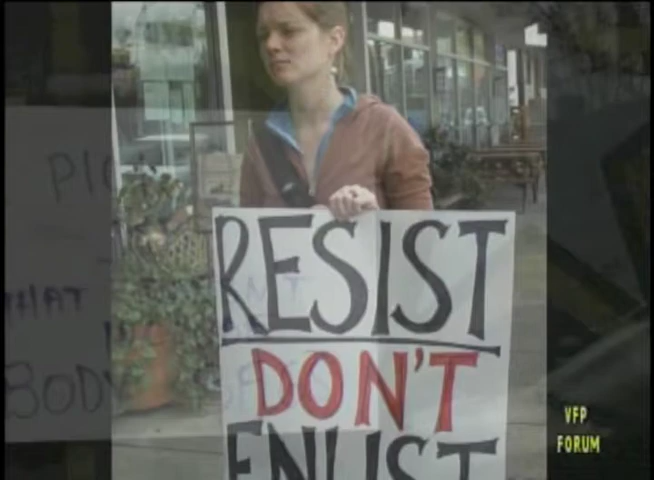 RESIST
DON'T
ENLIST
PI
HAT
BODY
VFP
FORUM